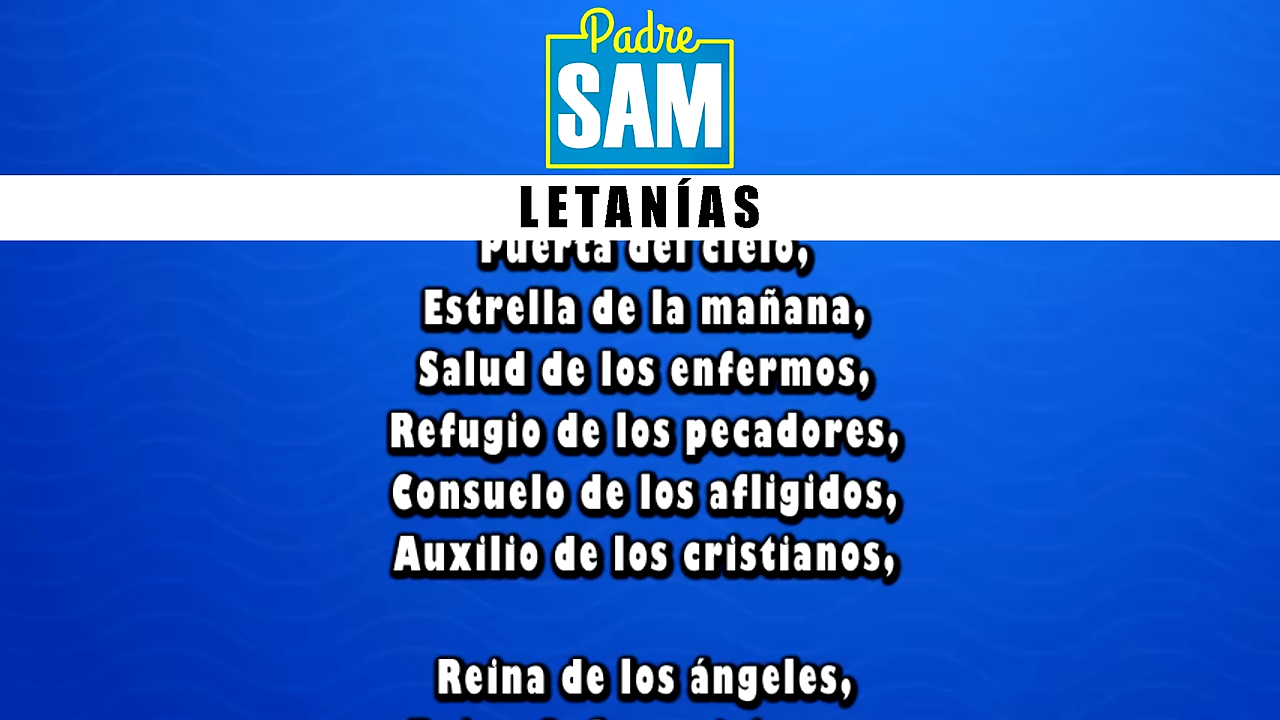 Padre
SAM
LETANÍAS
Puerta del cielo,
Estrella de la mañana,
Salud de los enfermos,
Refugio de los pecadores,
Consuelo de los afligidos,
Auxilio de los cristianos,
Reina de los ángeles,